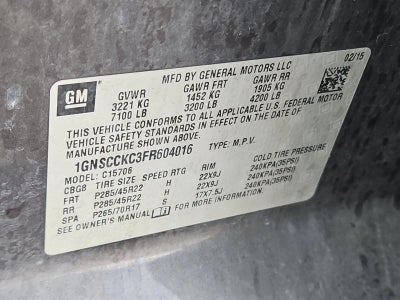 GM
MFD BY GENERAL MOTORS LLC 02/15
GVWR GAWR FRT GAWR RR
3221 KG 1452 KG 1905 KG
7100 LB 3200 LB 4200 LB
THIS VEHICLE CONFORMS TO ALL APPLICABLE U.S. FEDERAL MOTOR
VEHICLE SAFETY STANDARDS IN EFFECT ON THE DATE OF
MANUFACTURE SHOWN ABOVE.
1GNSCCKC3FR604016 TYPE: M.P.V.
MODEL: C15706
CBG8 TIRE SIZE SPEED RTG RIM COLD TIRE PRESSURE
FRT P285/45R22 H 22X9J 240KPA(35PSI)
RR P285/45R22 H 22X9J 240KPA(35PSI)
SPA P265/70R17 S 17X7.5J 240KPA(35PSI)
SEE OWNER'S MANUAL FOR MORE INFORMATION